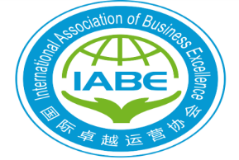 International Association of Business Excellence
IABE
国际卓越运营协会